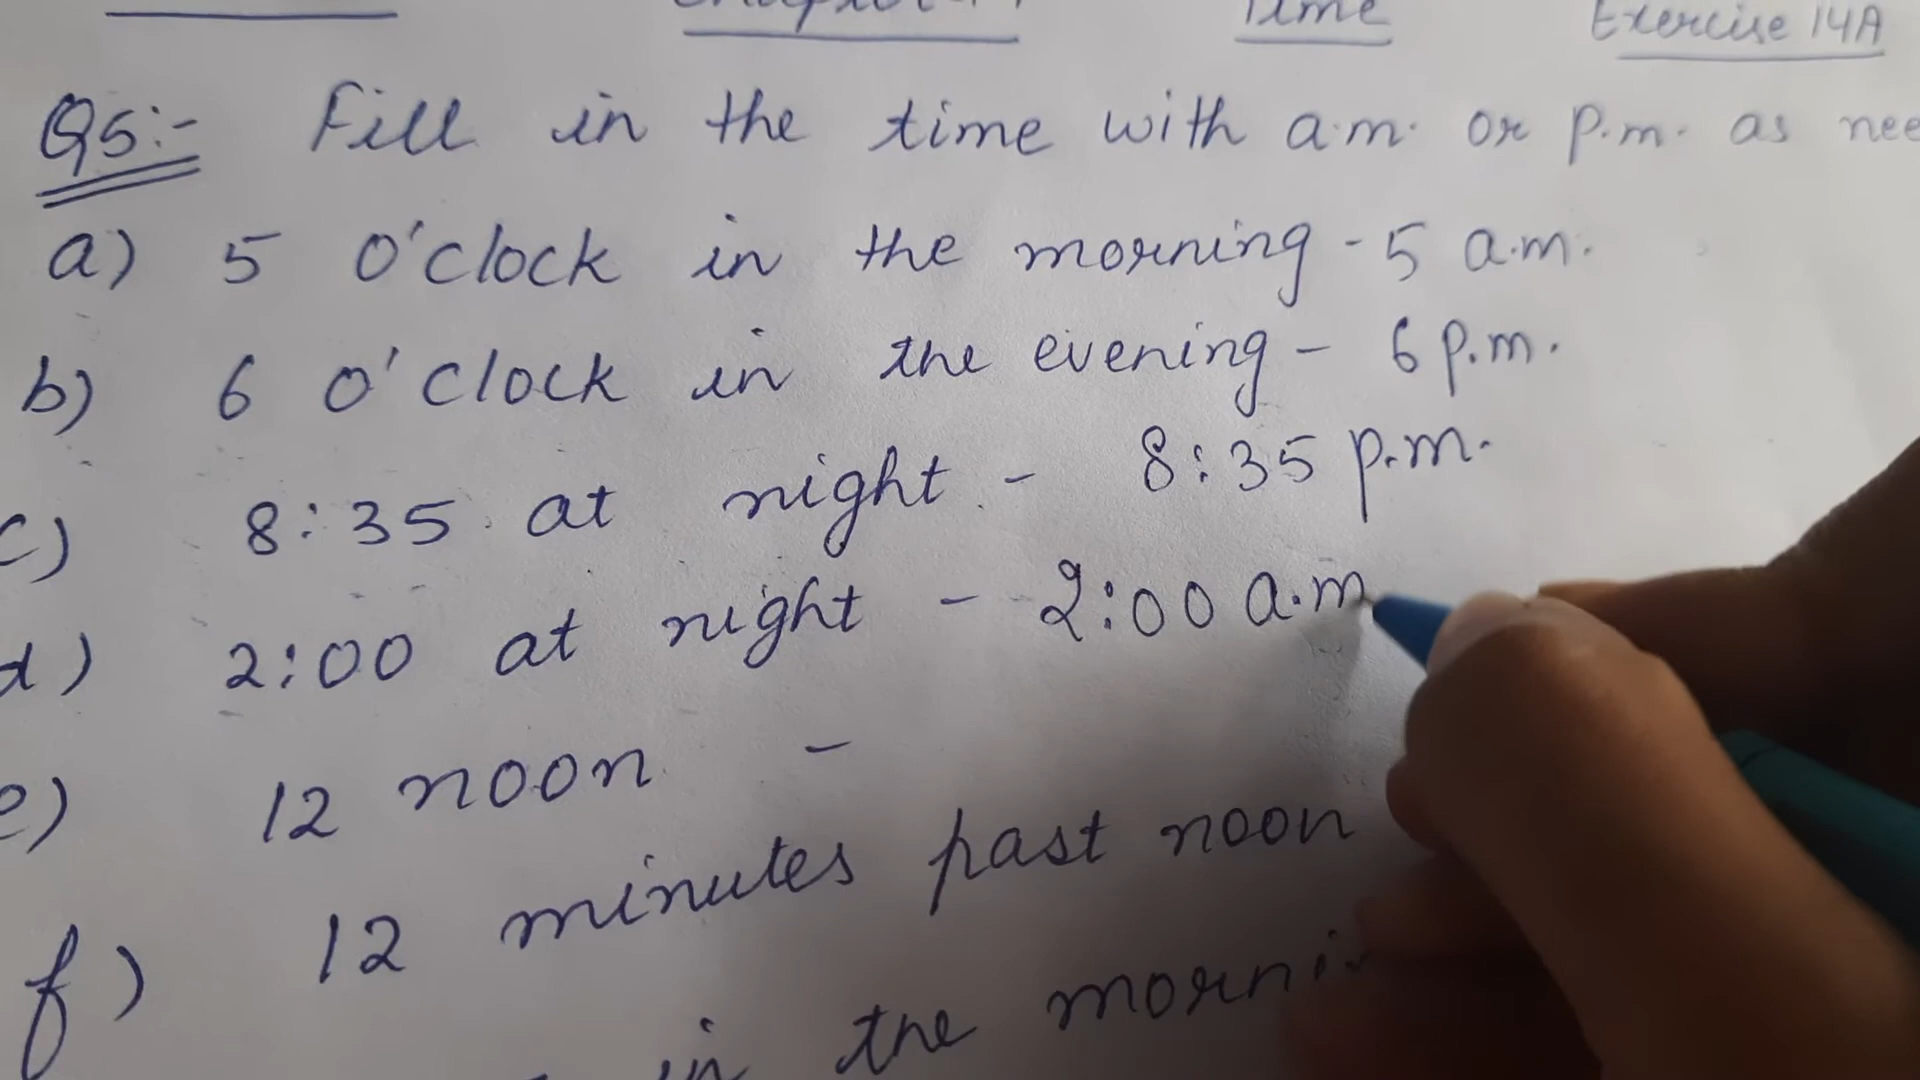 Time Exercise 14A
Q5:- Fill in the time with a.m. or p.m. as
a) 5 O'clock in the morning - 5 a.m.
b) 6 O'clock in the evening - 6 p.m.
c) 8:35 at night - 8:35 p.m.
d) 2:00 at night - 2:00 a.m
e) 12 noon -
f) 12 minutes past noon
in the